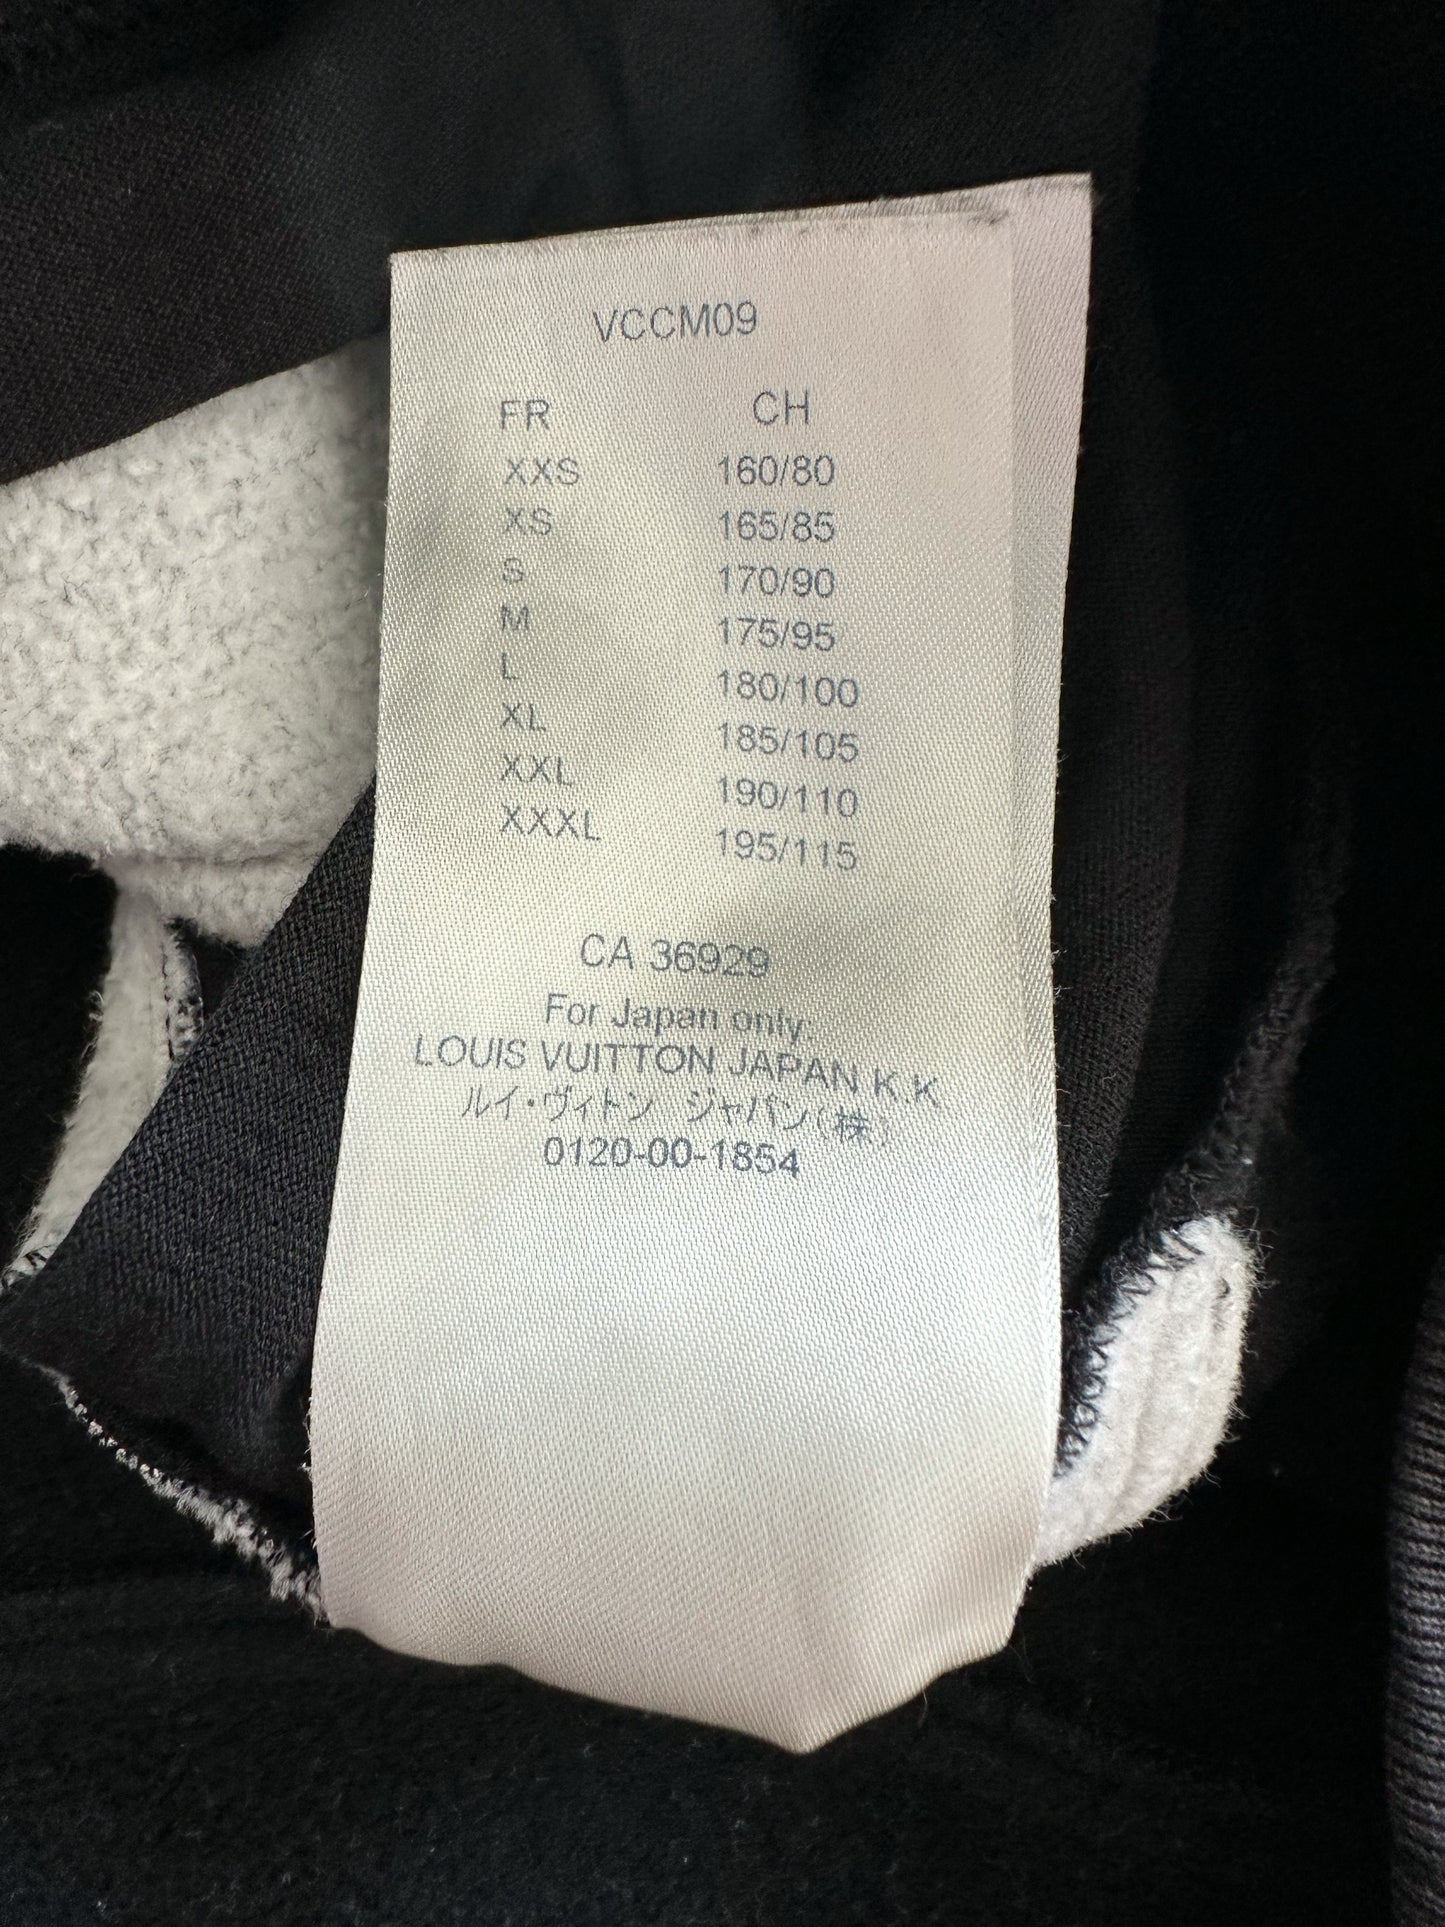 VCCM09
FR CH
XXS 160/80
XS 165/85
S 170/90
M 175/95
L 180/100
XL 185/105
XXL 190/110
XXXL 195/115
CA 36929
For Japan only:
LOUIS VUITTON JAPAN K.K
ルイ・ヴィトン ジャパン(株)
0120-00-1854